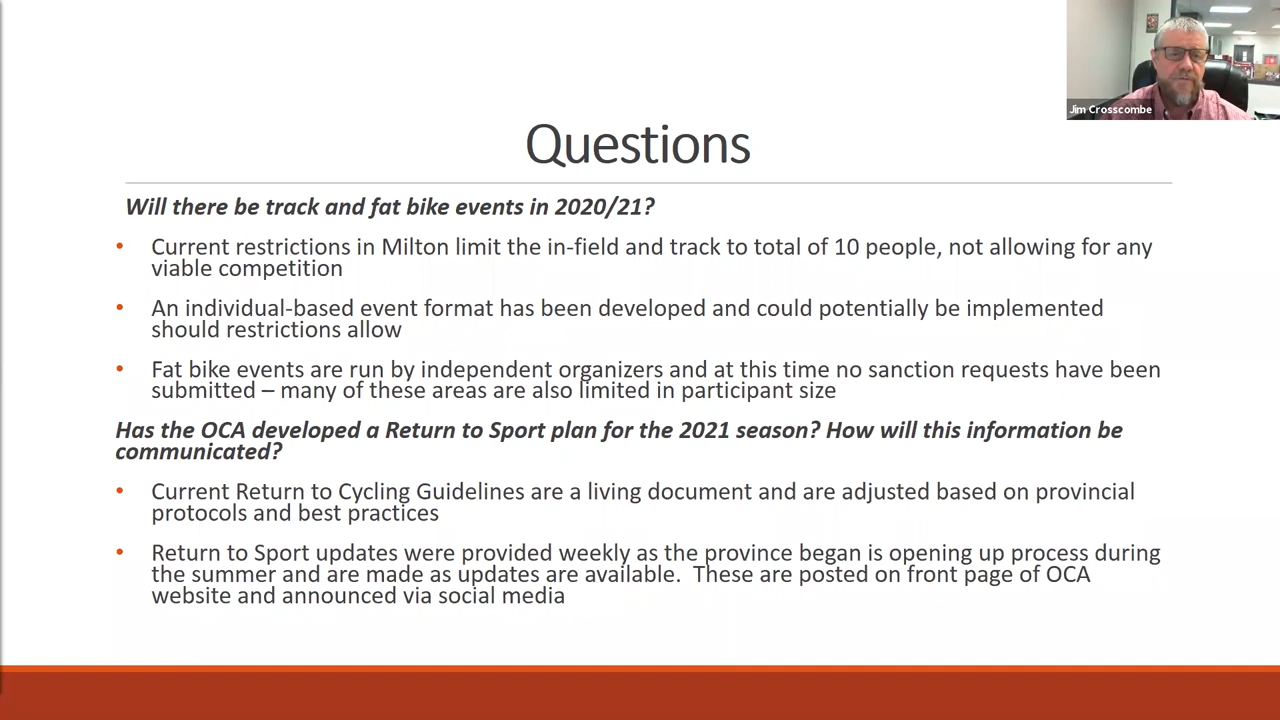 Jim Crosscombe
Questions
Will there be track and fat bike events in 2020/21?
• Current restrictions in Milton limit the in-field and track to total of 10 people, not allowing for any
viable competition
• An individual-based event format has been developed and could potentially be implemented
should restrictions allow
• Fat bike events are run by independent organizers and at this time no sanction requests have been
submitted – many of these areas are also limited in participant size
Has the OCA developed a Return to Sport plan for the 2021 season? How will this information be
communicated?
• Current Return to Cycling Guidelines are a living document and are adjusted based on provincial
protocols and best practices
• Return to Sport updates were provided weekly as the province began is opening up process during
the summer and are made as updates are available.  These are posted on front page of OCA
website and announced via social media